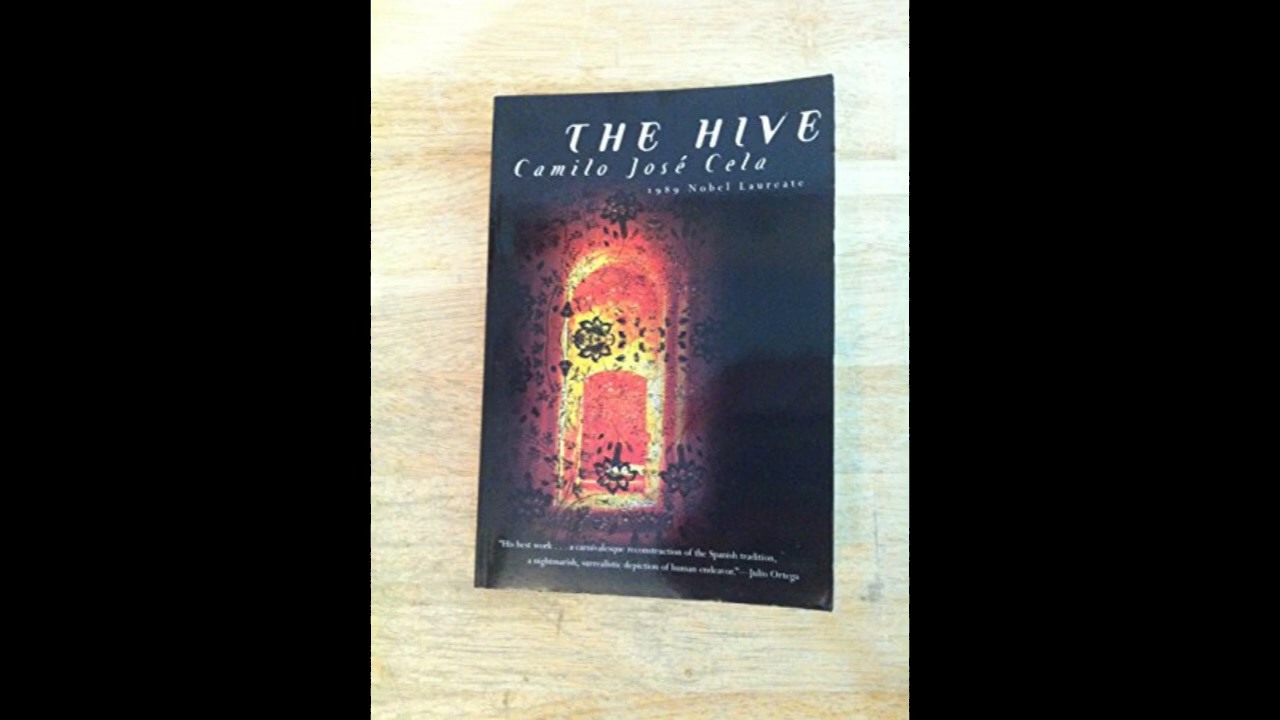 THE HIVE
Camilo José Cela
1989 Nobel Laureate
"His best work . . . a carnivalesque reconstruction of the Spanish tradition,
a nightmarish, surrealistic depiction of human endeavor."—Julio Ortega